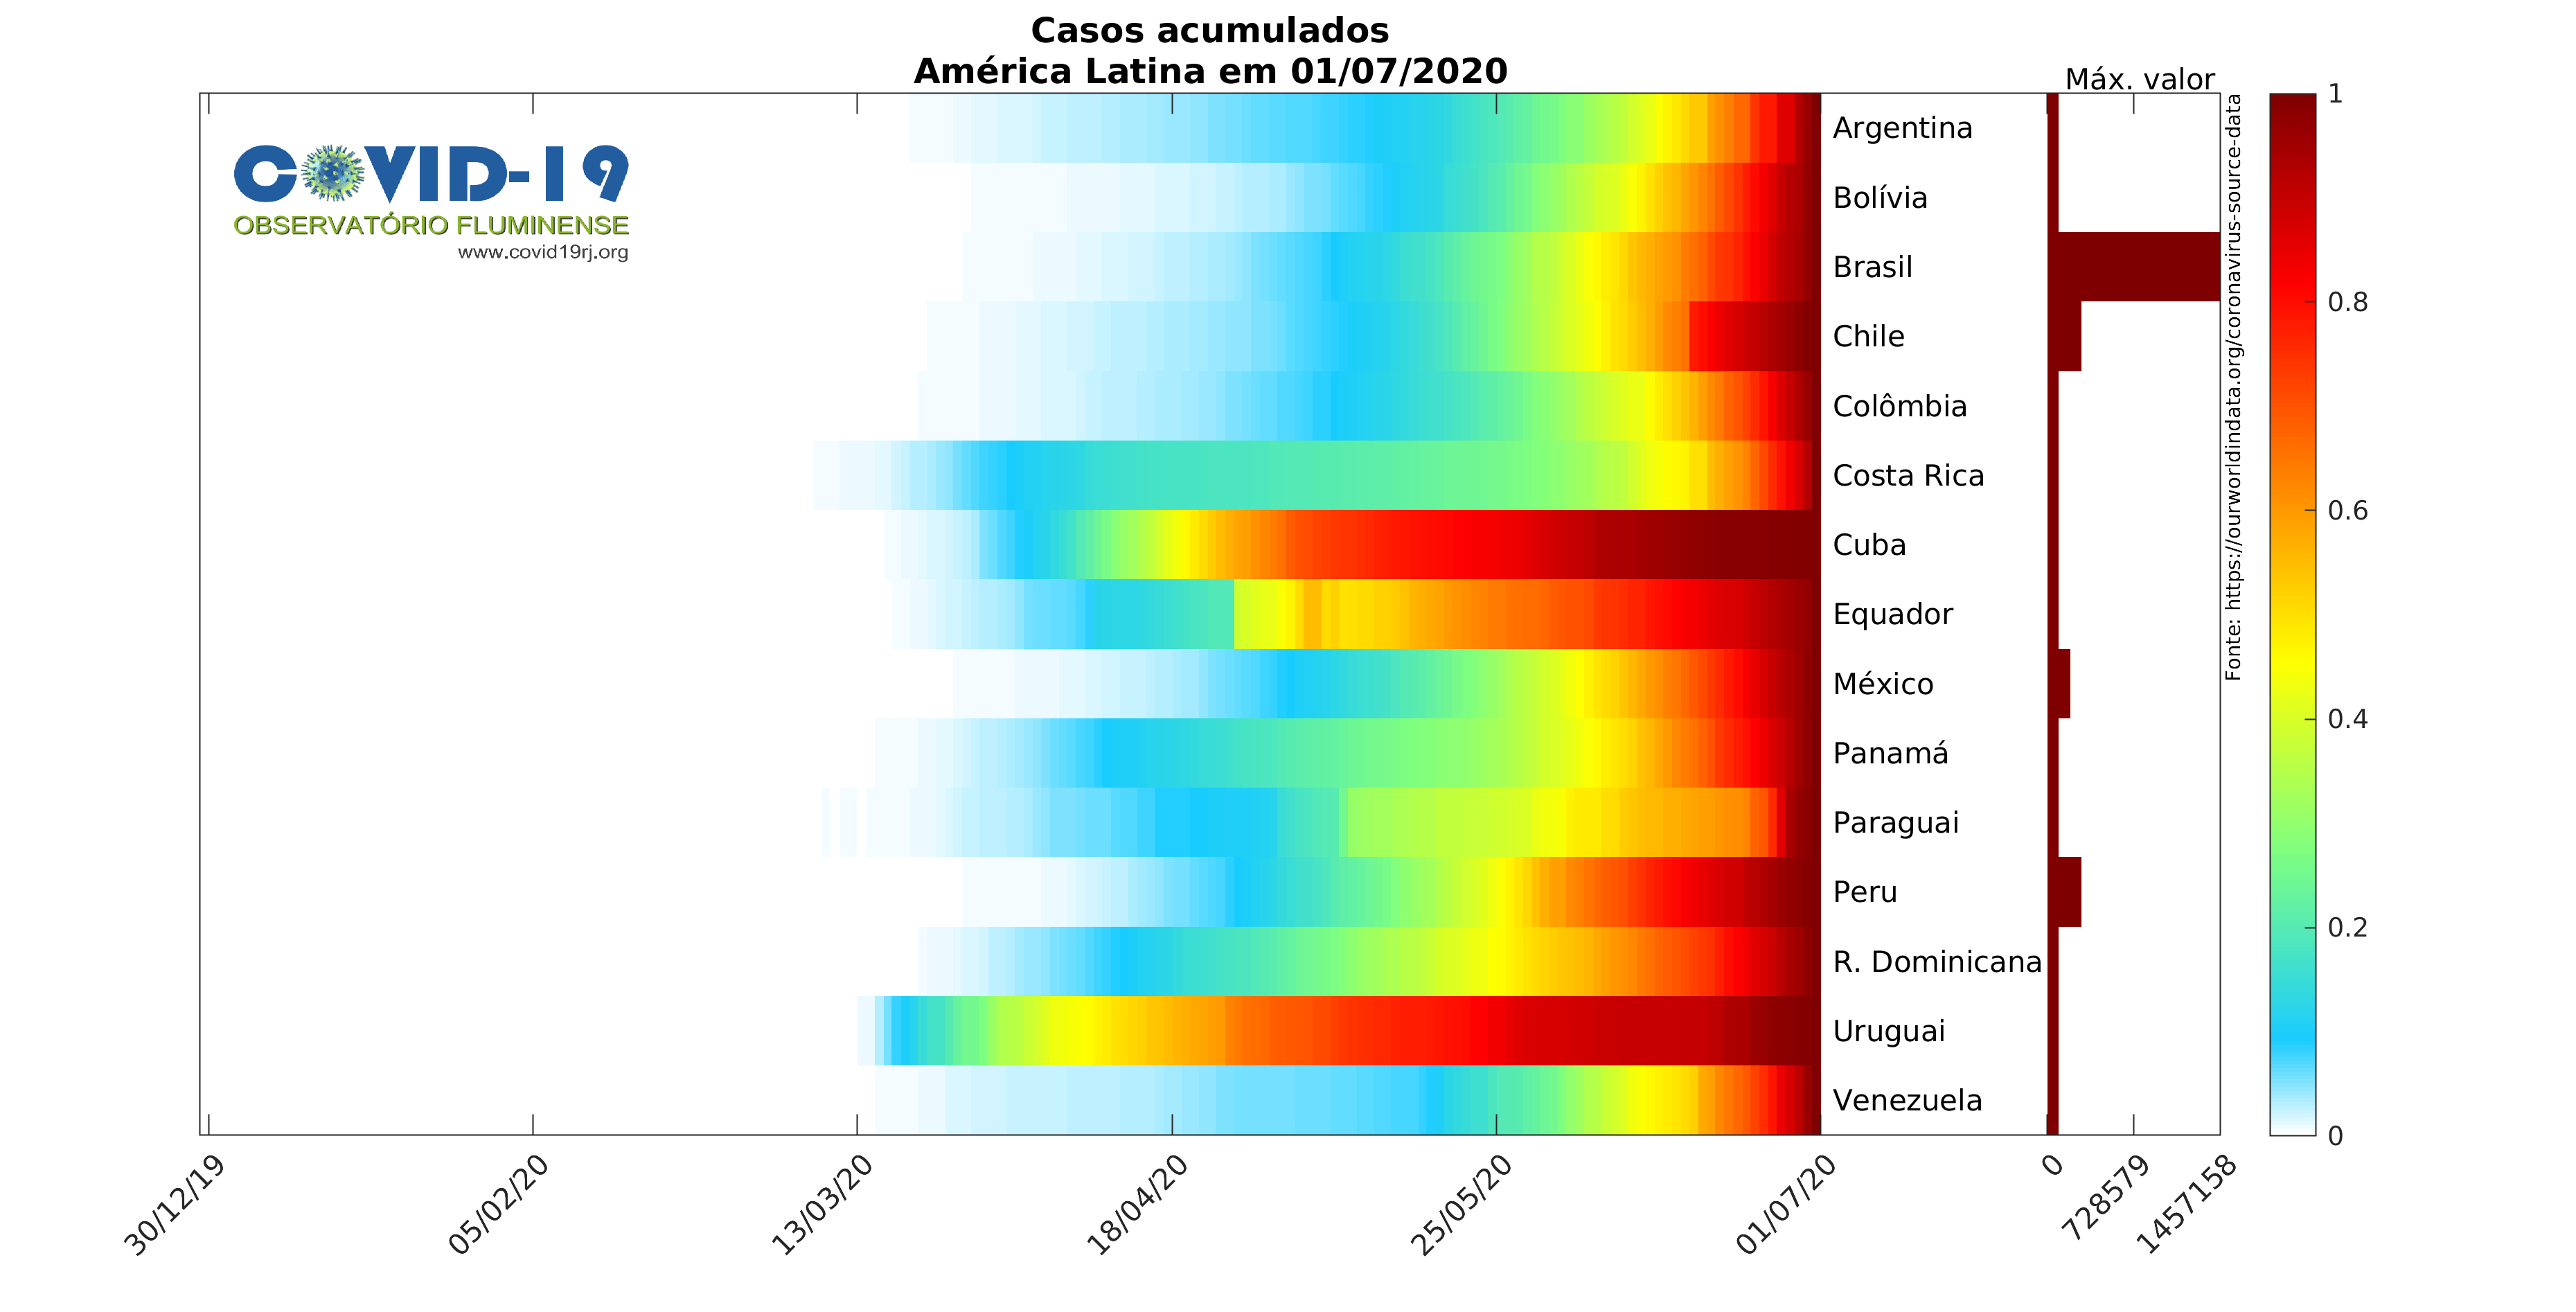 Casos acumulados
América Latina em 01/07/2020
Máx. valor
COVID-19
OBSERVATÓRIO FLUMINENSE
www.covid19rj.org
Argentina
Bolívia
Brasil
Chile
Colômbia
Costa Rica
Cuba
Equador
México
Panamá
Paraguai
Peru
R. Dominicana
Uruguai
Venezuela
Fonte: https://ourworldindata.org/coronavirus-source-data
1
0.8
0.6
0.4
0.2
0
30/12/19
05/02/20
13/03/20
18/04/20
25/05/20
01/07/20
0
728579
1457158